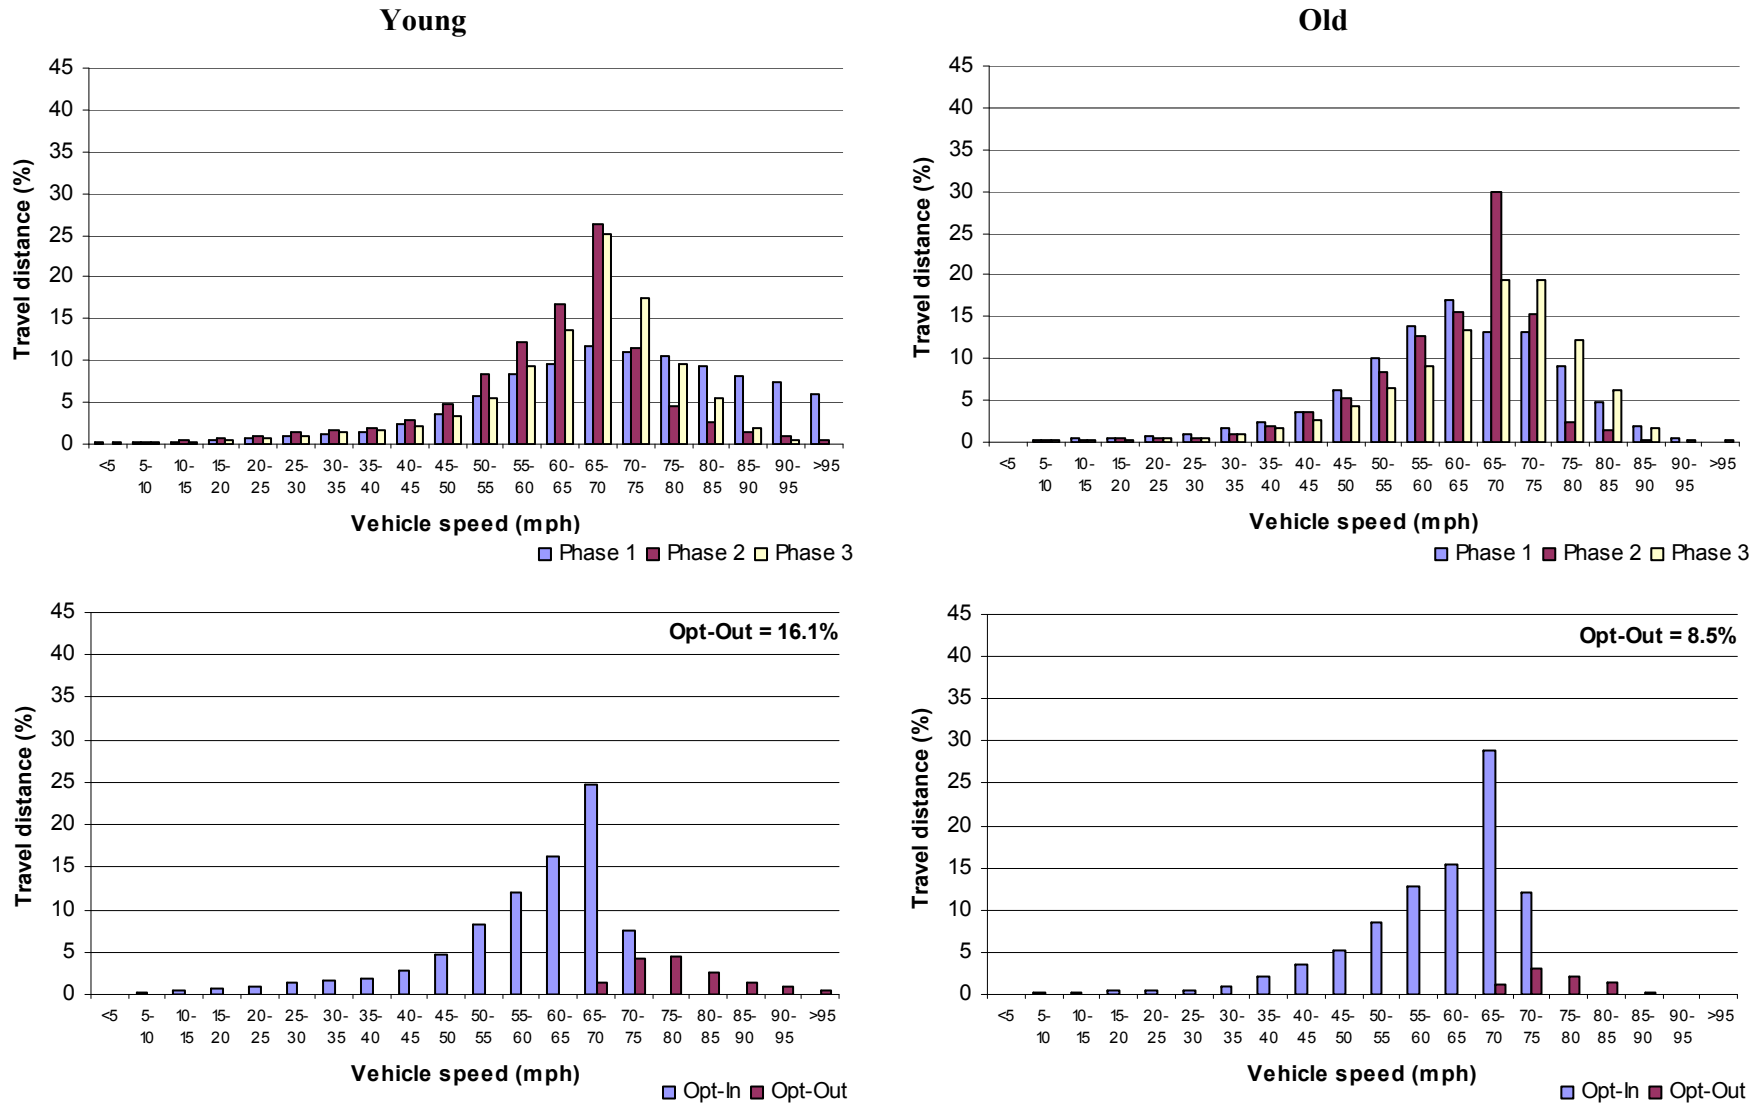 Young
Old
Travel distance (%)
45
40
35
30
25
20
15
10
5
0
<5 5- 10- 15- 20- 25- 30- 35- 40- 45- 50- 55- 60- 65- 70- 75- 80- 85- 90- >95
10 15 20 25 30 35 40 45 50 55 60 65 70 75 80 85 90 95
Vehicle speed (mph)
Phase 1 Phase 2 Phase 3
Travel distance (%)
45
40
35
30
25
20
15
10
5
0
<5 5- 10- 15- 20- 25- 30- 35- 40- 45- 50- 55- 60- 65- 70- 75- 80- 85- 90- >95
10 15 20 25 30 35 40 45 50 55 60 65 70 75 80 85 90 95
Vehicle speed (mph)
Phase 1 Phase 2 Phase 3
Travel distance (%)
45
40
35
30
25
20
15
10
5
0
Opt-Out = 16.1%
<5 5- 10- 15- 20- 25- 30- 35- 40- 45- 50- 55- 60- 65- 70- 75- 80- 85- 90- >95
10 15 20 25 30 35 40 45 50 55 60 65 70 75 80 85 90 95
Vehicle speed (mph)
Opt-In Opt-Out
Travel distance (%)
45
40
35
30
25
20
15
10
5
0
Opt-Out = 8.5%
<5 5- 10- 15- 20- 25- 30- 35- 40- 45- 50- 55- 60- 65- 70- 75- 80- 85- 90- >95
10 15 20 25 30 35 40 45 50 55 60 65 70 75 80 85 90 95
Vehicle speed (mph)
Opt-In Opt-Out